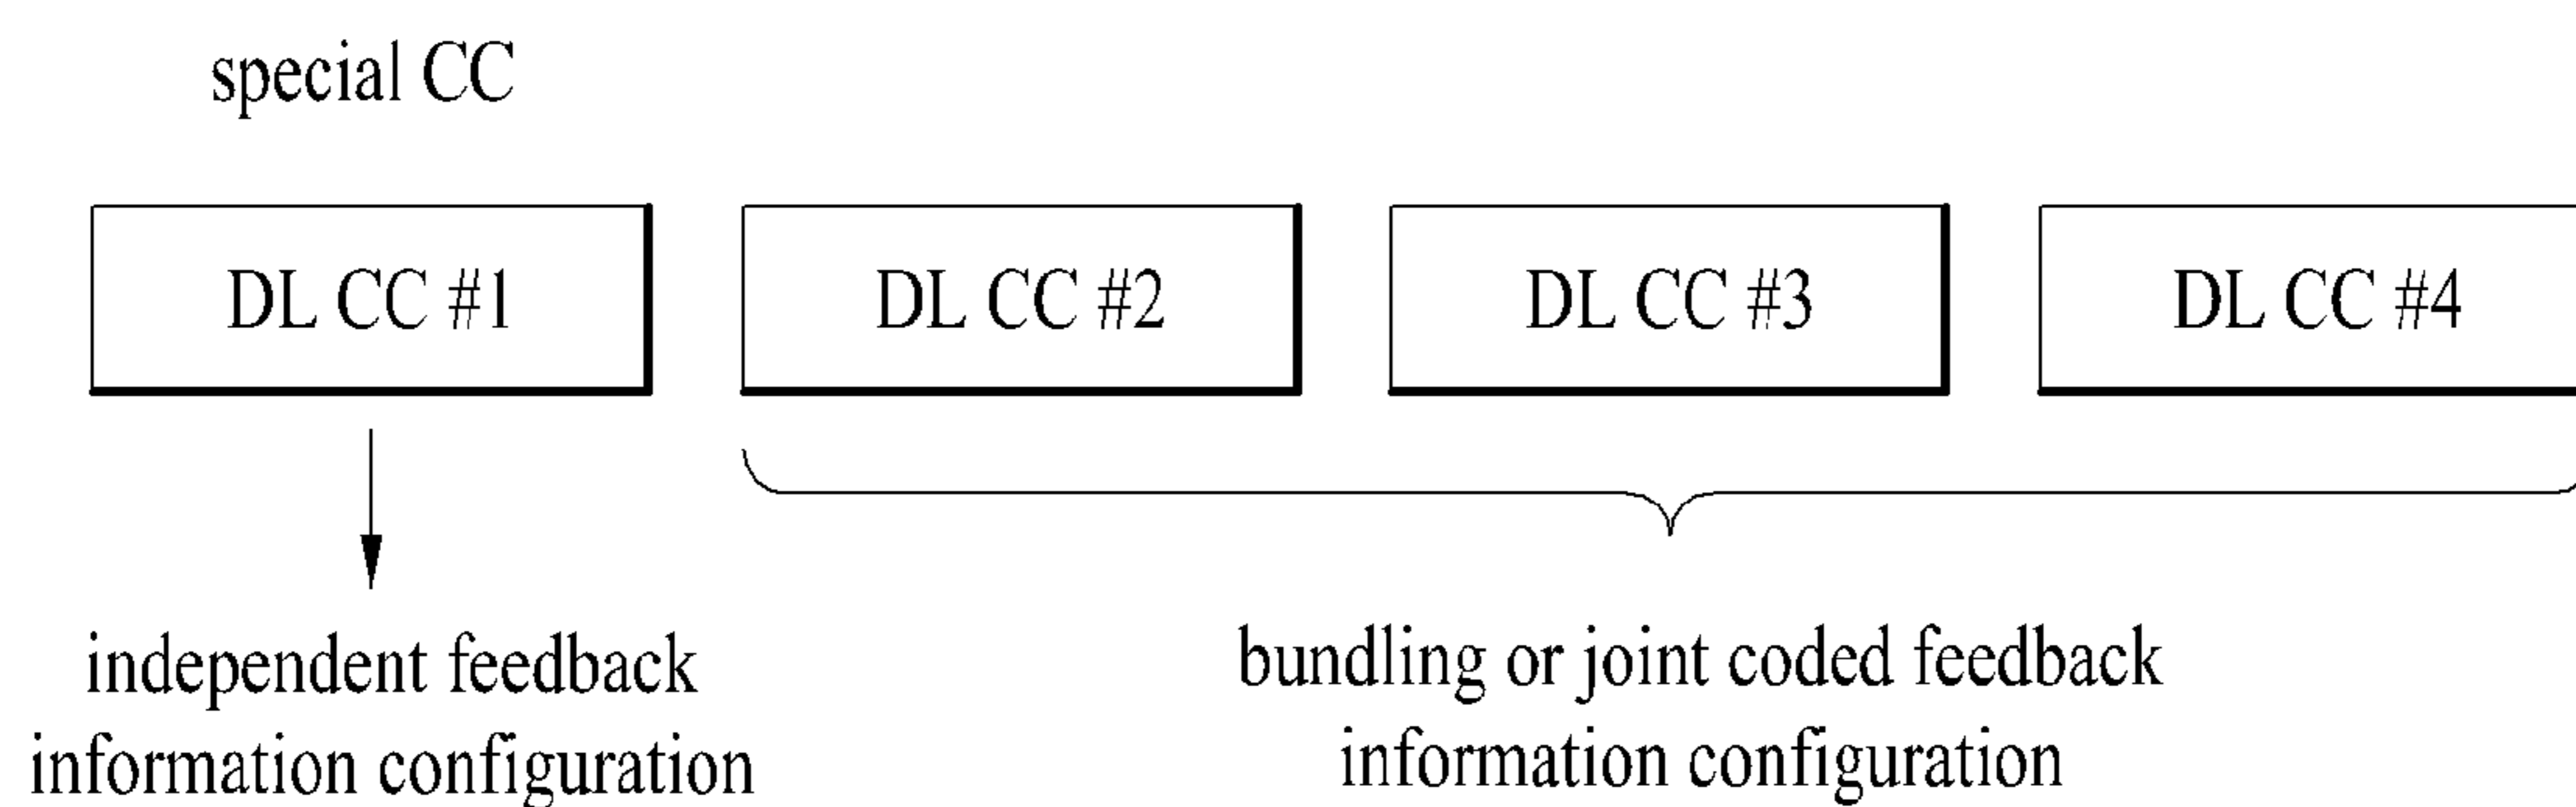 special CC
DL CC #1
DL CC #2
DL CC #3
DL CC #4
independent feedback
information configuration
bundling or joint coded feedback
information configuration